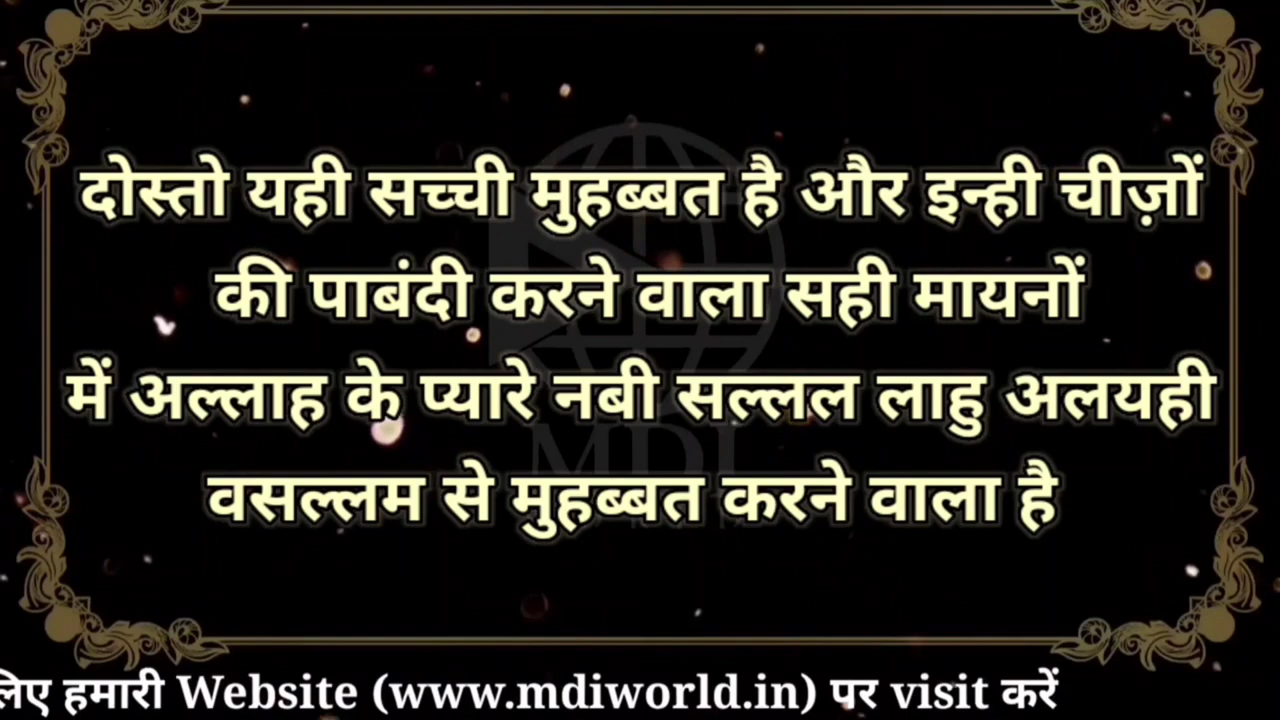 दोस्तो यही सच्ची मुहब्बत है और इन्ही चीज़ों
की पाबंदी करने वाला सही मायनों
में अल्लाह के प्यारे नबी सल्लल लाहु अलयही
वसल्लम से मुहब्बत करने वाला है
MDI
लिए हमारी Website (www.mdiworld.in) पर visit करें